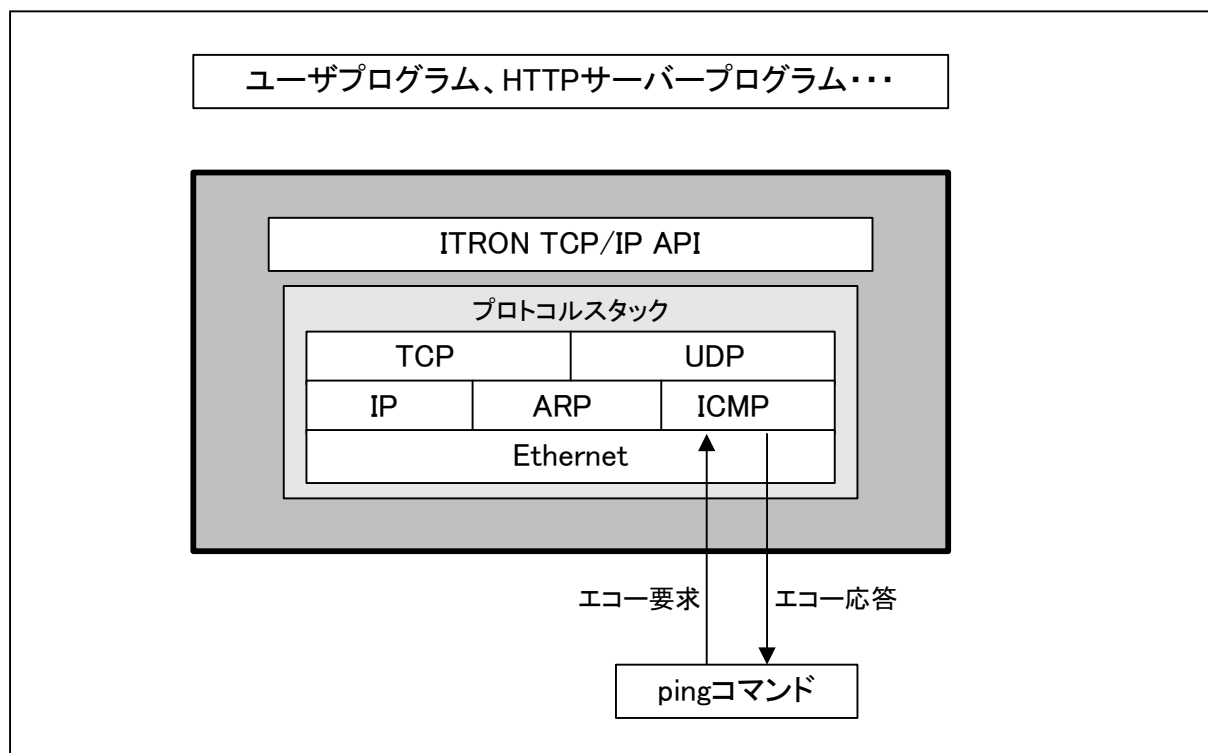 ユーザプログラム、HTTPサーバープログラム・・・
ITRON TCP/IP API
プロトコルスタック
TCP UDP
IP ARP ICMP
Ethernet
エコー要求 エコー応答
pingコマンド